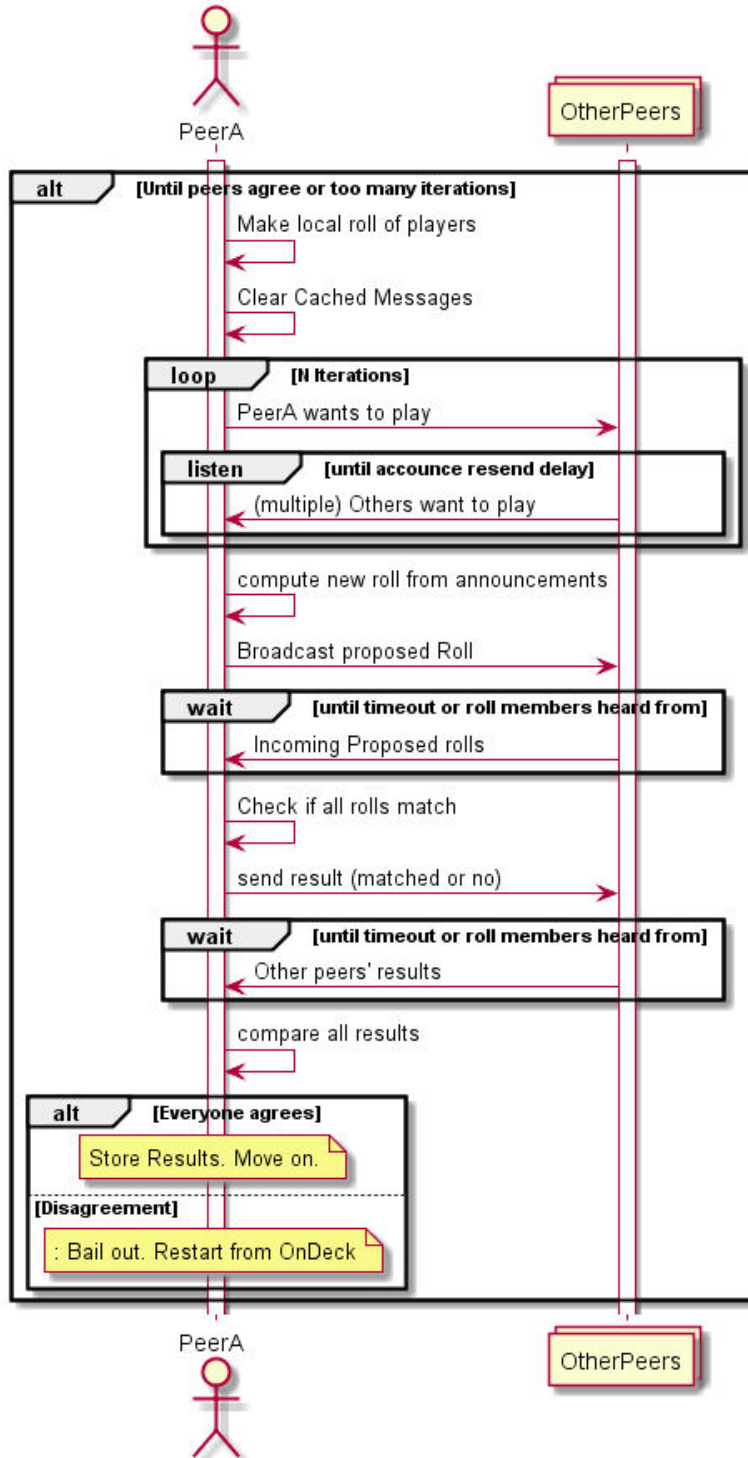 PeerA
OtherPeers
alt [Until peers agree or too many iterations]
Make local roll of players
Clear Cached Messages
loop [N Iterations]
PeerA wants to play
listen [until accounce resend delay]
(multiple) Others want to play
compute new roll from announcements
Broadcast proposed Roll
wait [until timeout or roll members heard from]
Incoming Proposed rolls
Check if all rolls match
send result (matched or no)
wait [until timeout or roll members heard from]
Other peers' results
compare all results
alt [Everyone agrees]
Store Results. Move on.
[Disagreement]
: Bail out. Restart from OnDeck
PeerA
OtherPeers